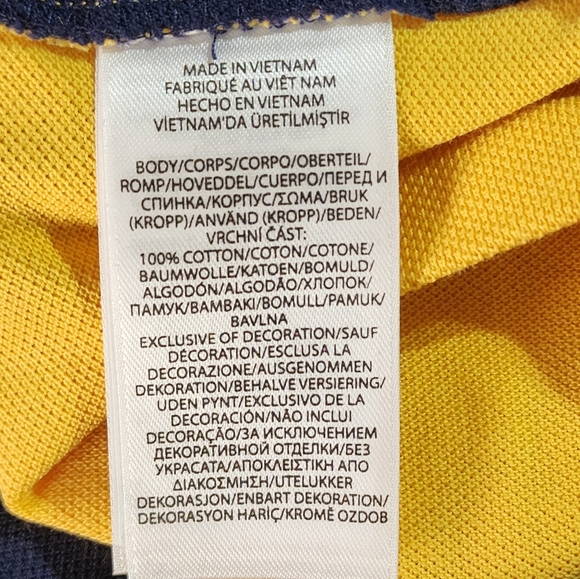 MADE IN VIETNAM
FABRIQUÉ AU VIÊT NAM
HECHO EN VIETNAM
VİETNAM'DA ÜRETİLMİŞTİR
BODY/CORPS/CORPO/OBERTEIL/
ROMP/HOVEDDEL/CUERPO/ПЕРЕД И
СПИНКА/КОРПУС/ΣΩΜΑ/BRUK
(KROPP)/ANVÄND (KROPP)/BEDEN/
VRCHNÍ ČÁST:
100% COTTON/COTON/COTONE/
BAUMWOLLE/KATOEN/BOMULD/
ALGODÓN/ALGODÃO/ХЛОПОК/
ПАМУК/ΒΑΜΒΑΚΙ/BOMULL/PAMUK/
BAVLNA
EXCLUSIVE OF DECORATION/SAUF
DÉCORATION/ESCLUSA LA
DECORAZIONE/AUSGENOMMEN
DEKORATION/BEHALVE VERSIERING/
UDEN PYNT/EXCLUSIVO DE LA
DECORACIÓN/NÃO INCLUI
DECORAÇÃO/ЗА ИСКЛЮЧЕНИЕМ
ДЕКОРАТИВНОЙ ОТДЕЛКИ/БЕЗ
УКРАСАТА/ΑΠΟΚΛΕΙΣΤΙΚΗ ΑΠΟ
ΔΙΑΚΟΣΜΗΣΗ/UTELUKKER
DEKORASJON/ENBART DEKORATION/
DEKORASYON HARİÇ/KROMĚ OZDOB